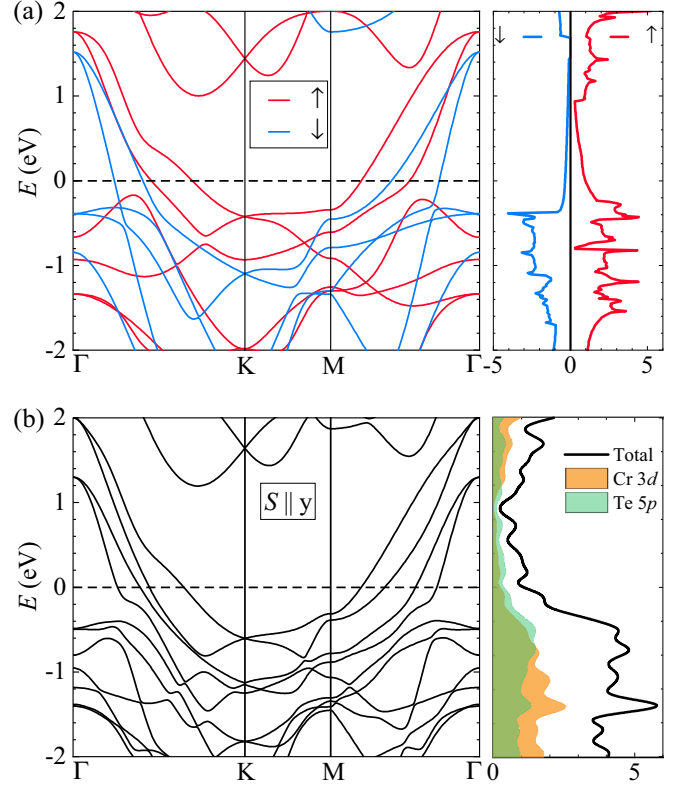 (a)
2
1
0
-1
-2
E (eV)
↑
↓
Γ
K
M
Γ
↓
↑
-5
0
5
(b)
2
1
0
-1
-2
E (eV)
S || y
Γ
K
M
Γ
Total
Cr 3d
Te 5p
0
5